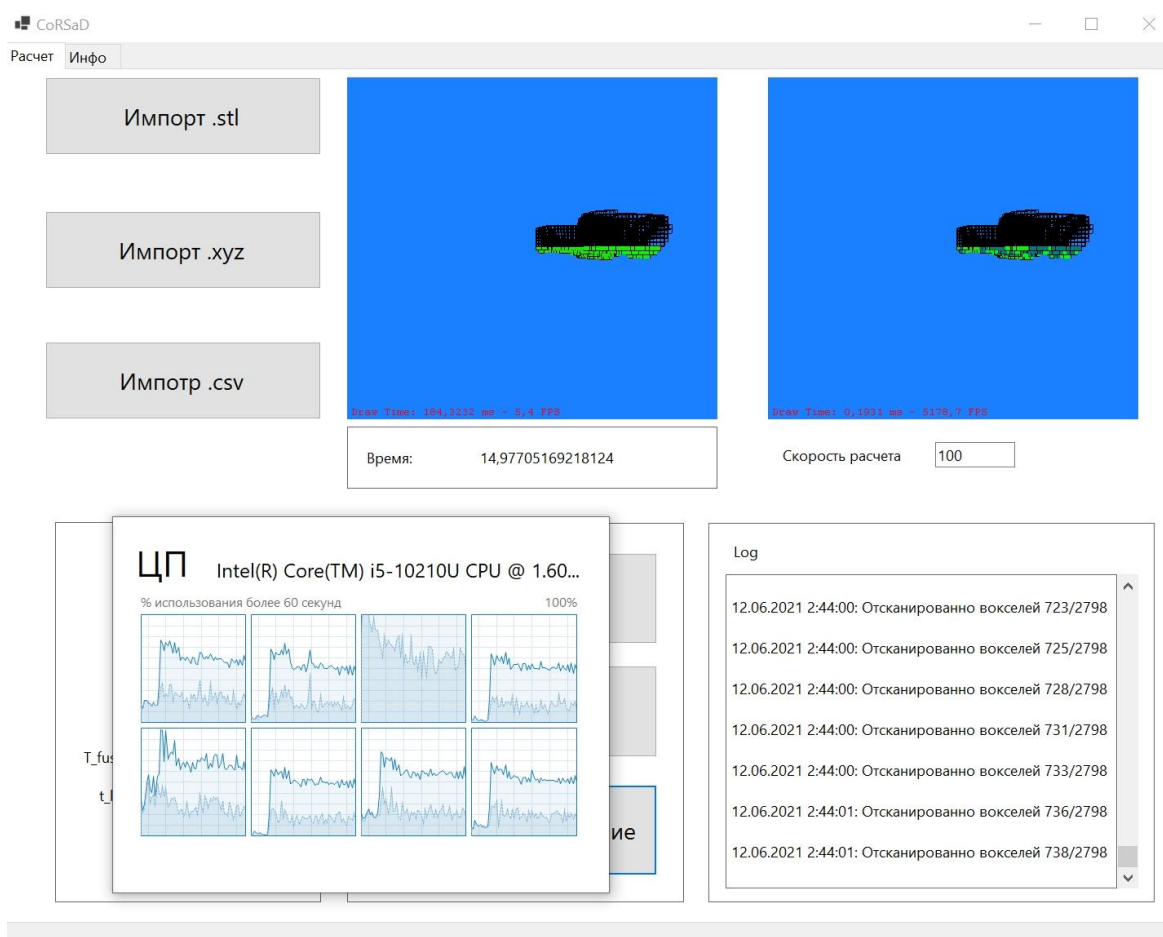 CoRSaD
Расчет Инфо
Импорт .stl
Импорт .xyz
Импотр .csv
Draw Time: 184,3232 ms - 5,4 FPS
Draw Time: 0,1931 ms - 5178,7 FPS
Время: 14,97705169218124
Скорость расчета 100
ЦП Intel(R) Core(TM) i5-10210U CPU @ 1.60...
% использования более 60 секунд 100%
T_fus
t_l
ие
Log
12.06.2021 2:44:00: Отсканированно вокселей 723/2798
12.06.2021 2:44:00: Отсканированно вокселей 725/2798
12.06.2021 2:44:00: Отсканированно вокселей 728/2798
12.06.2021 2:44:00: Отсканированно вокселей 731/2798
12.06.2021 2:44:00: Отсканированно вокселей 733/2798
12.06.2021 2:44:01: Отсканированно вокселей 736/2798
12.06.2021 2:44:01: Отсканированно вокселей 738/2798